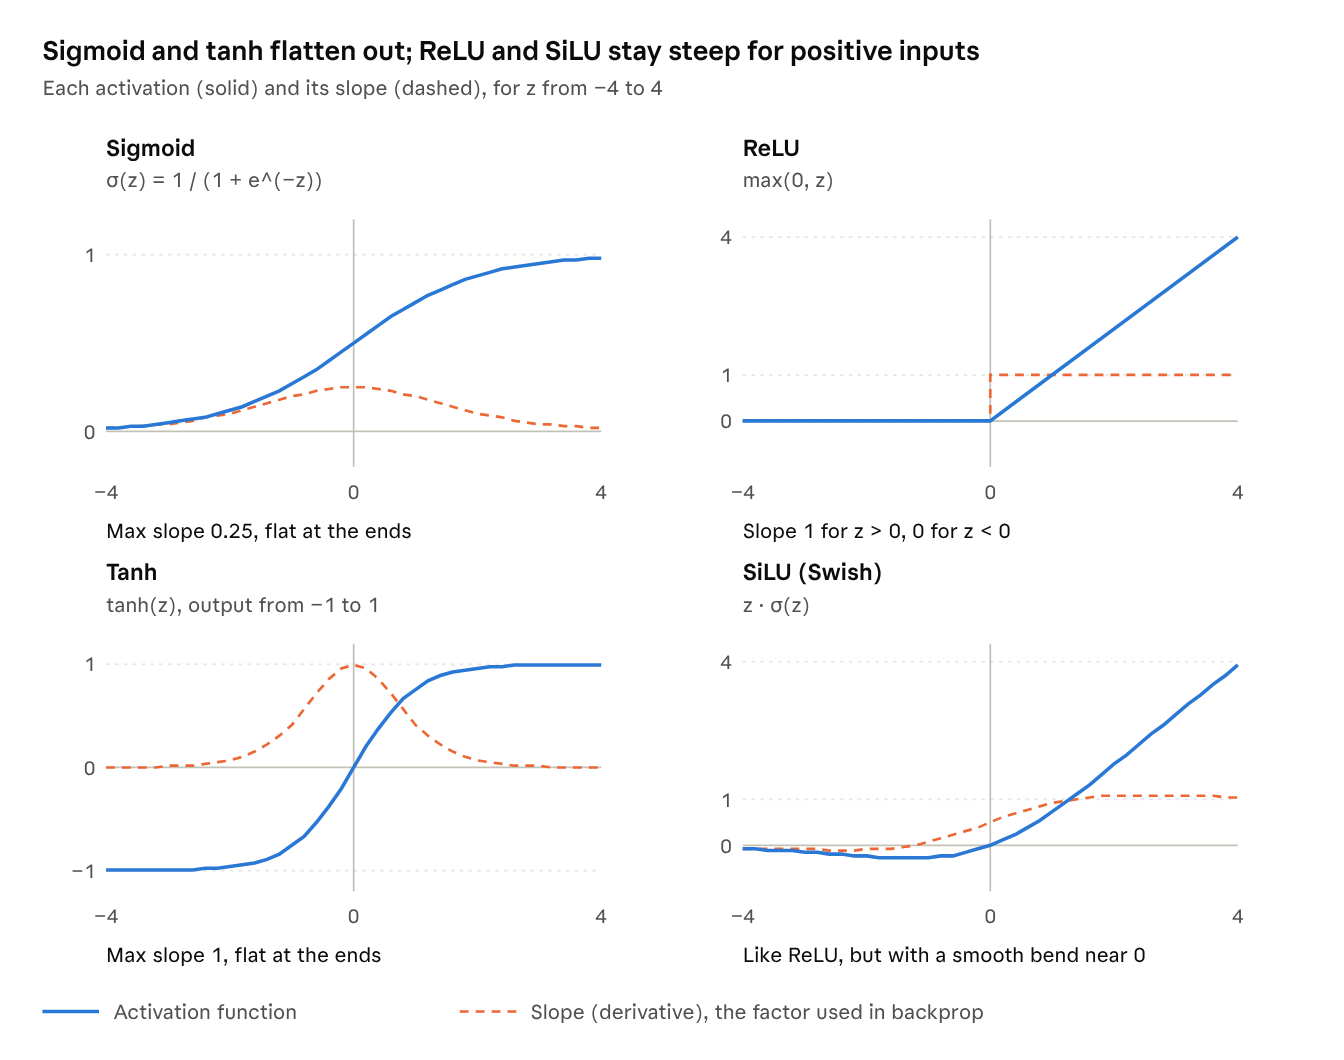 Sigmoid and tanh flatten out; ReLU and SiLU stay steep for positive inputs
Each activation (solid) and its slope (dashed), for z from −4 to 4
Sigmoid
σ(z) = 1 / (1 + e^(−z))
1
0
−4
0
4
Max slope 0.25, flat at the ends
ReLU
max(0, z)
4
1
0
−4
0
4
Slope 1 for z > 0, 0 for z < 0
Tanh
tanh(z), output from −1 to 1
1
0
−1
−4
0
4
Max slope 1, flat at the ends
SiLU (Swish)
z · σ(z)
4
1
0
−4
0
4
Like ReLU, but with a smooth bend near 0
Activation function
Slope (derivative), the factor used in backprop